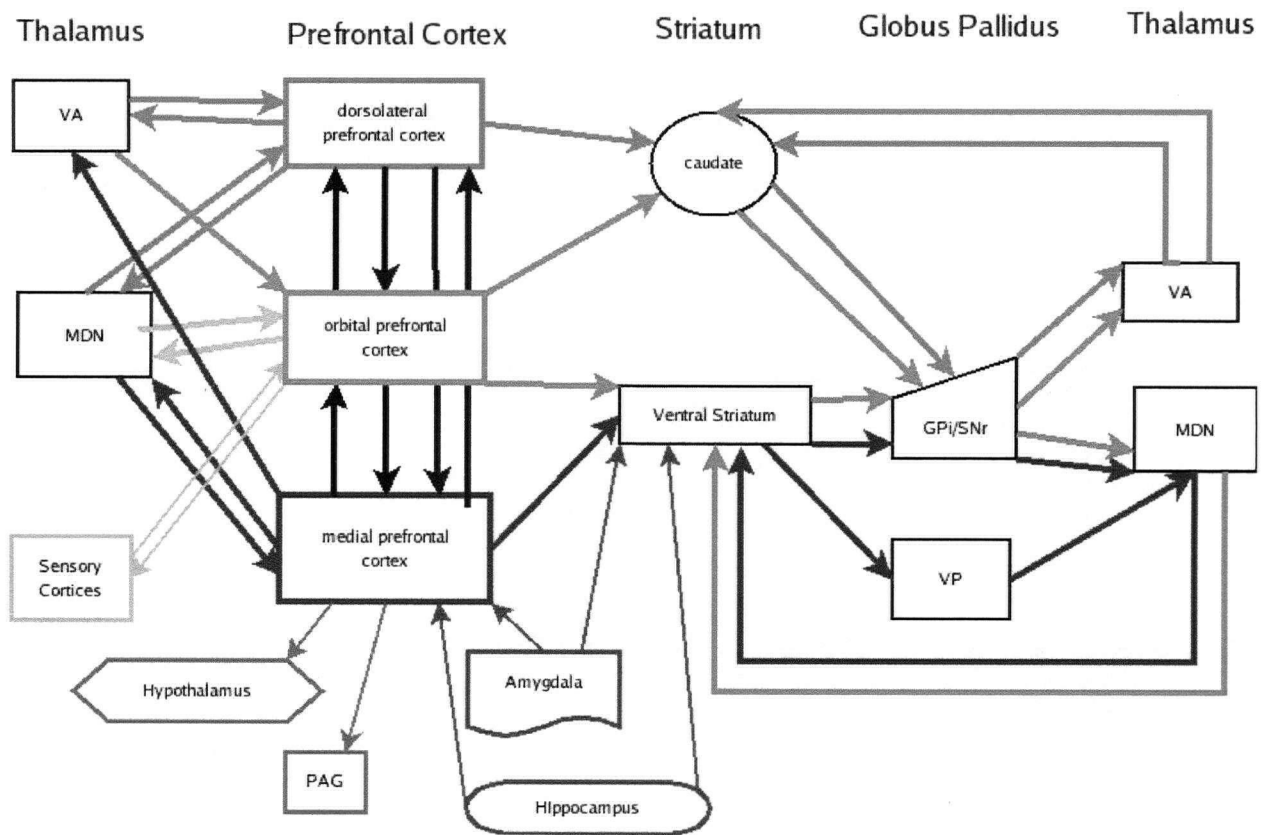 Thalamus
Prefrontal Cortex
Striatum
Globus Pallidus
Thalamus
VA
dorsolateral
prefrontal cortex
caudate
VA
MDN
orbital prefrontal
cortex
Ventral Striatum
GPi/SNr
MDN
Sensory
Cortices
medial prefrontal
cortex
VP
Hypothalamus
Amygdala
PAG
Hippocampus